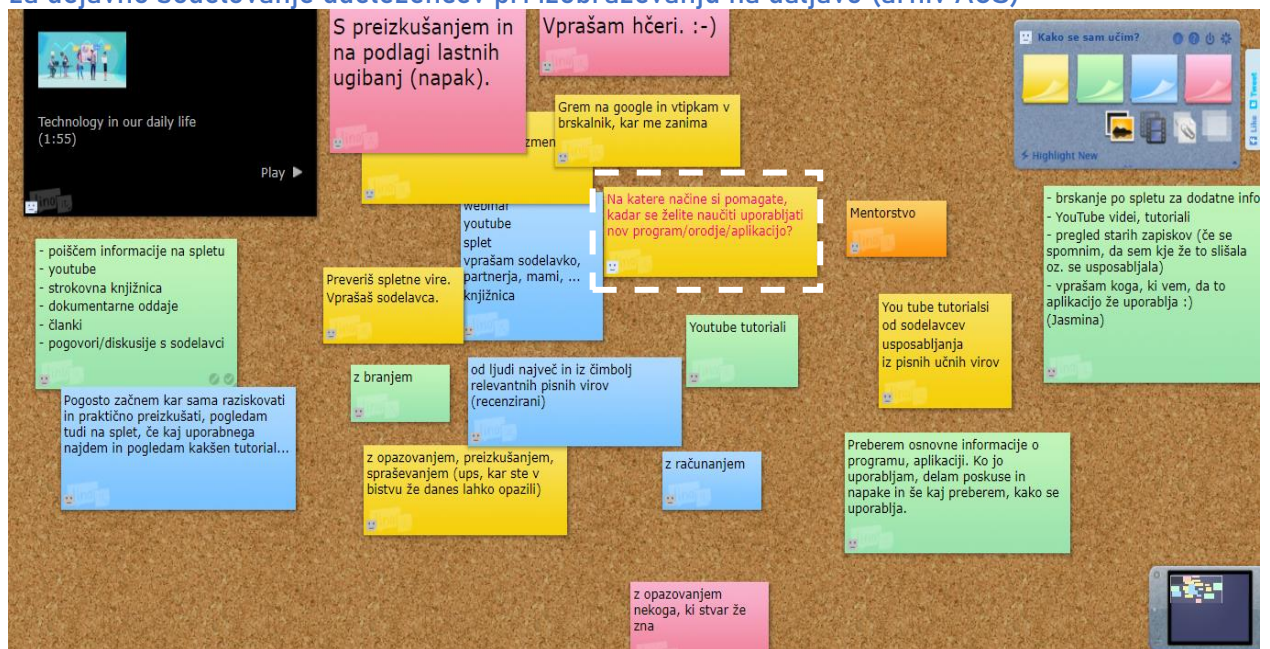 za dejavno sodelovanje udeležencev pri izobraževanju na daljavo (arhiv ACS)
Technology in our daily life
(1:55)
Play
S preizkušanjem in
na podlagi lastnih
ugibanj (napak).
Vprašam hčeri. :-)
Grem na google in vtipkam v
brskalnik, kar me zanima
zmen
Kako se sam učim?
Highlight New
Like
Tweet
webinar
youtube
splet
vprašam sodelavko,
partnerja, mami, ...
knjižnica
Na katere načine si pomagate,
kadar se želite naučiti uporabljati
nov program/orodje/aplikacijo?
Mentorstvo
- brskanje po spletu za dodatne info
- YouTube videi, tutoriali
- pregled starih zapiskov (če se
spomnim, da sem kje že to slišala
oz. se usposabljala)
- vprašam koga, ki vem, da to
aplikacijo že uporablja :)
(Jasmina)
- poiščem informacije na spletu
- youtube
- strokovna knjižnica
- dokumentarne oddaje
- članki
- pogovori/diskusije s sodelavci
Preveriš spletne vire.
Vprašaš sodelavca.
You tube tutorialsi
od sodelavcev
usposabljanja
iz pisnih učnih virov
Youtube tutoriali
z branjem
od ljudi največ in iz čimbolj
relevantnih pisnih virov
(recenzirani)
Pogosto začnem kar sama raziskovati
in praktično preizkušati, pogledam
tudi na splet, če kaj uporabnega
najdem in pogledam kakšen tutorial...
z opazovanjem, preizkušanjem,
spraševanjem (ups, kar ste v
bistvu že danes lahko opazili)
z računanjem
Preberem osnovne informacije o
programu, aplikaciji. Ko jo
uporabljam, delam poskuse in
napake in še kaj preberem, kako se
uporablja.
z opazovanjem
nekoga, ki stvar že
zna